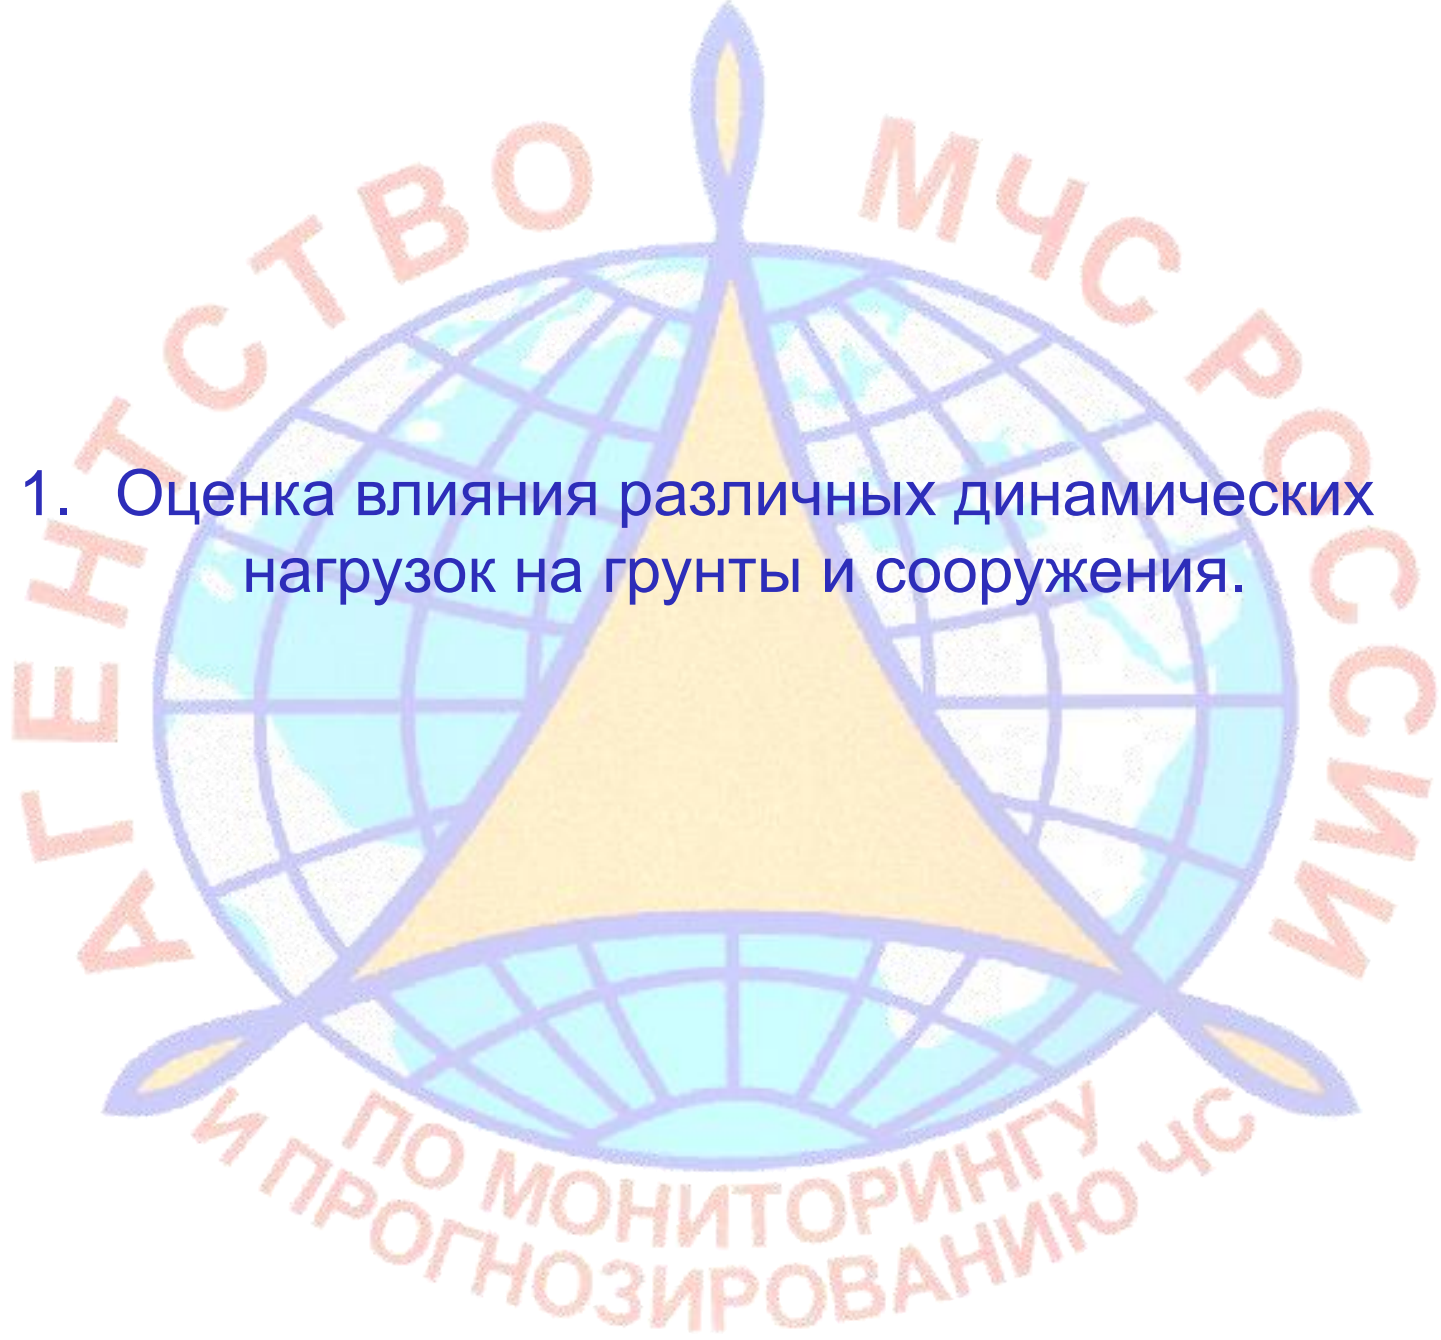 АГЕНТСТВО МЧС РОССИИ
1. Оценка влияния различных динамических
нагрузок на грунты и сооружения.
ПО МОНИТОРИНГУ
И ПРОГНОЗИРОВАНИЮ ЧС